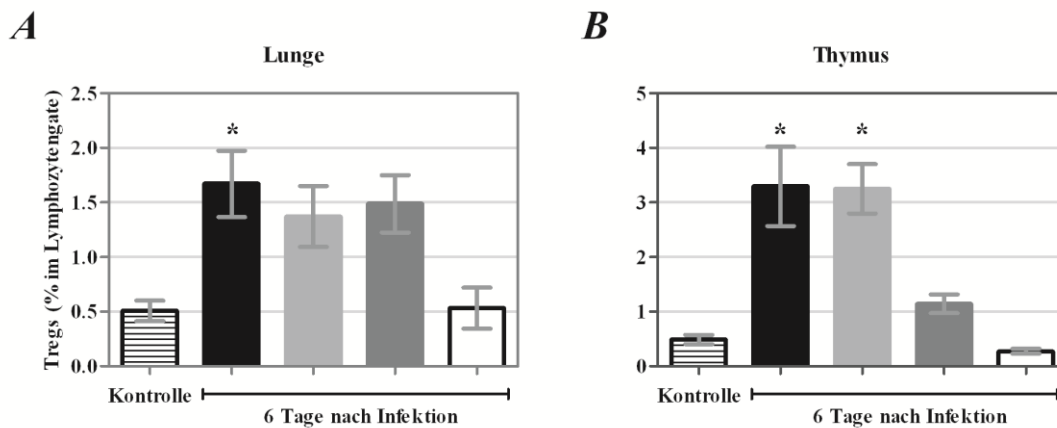 A
Lunge
Tregs (% im Lymphozytengate)
2.5
2.0
1.5
1.0
0.5
0.0
*
Kontrolle
6 Tage nach Infektion
B
Thymus
5
4
3
2
1
0
* *
Kontrolle
6 Tage nach Infektion